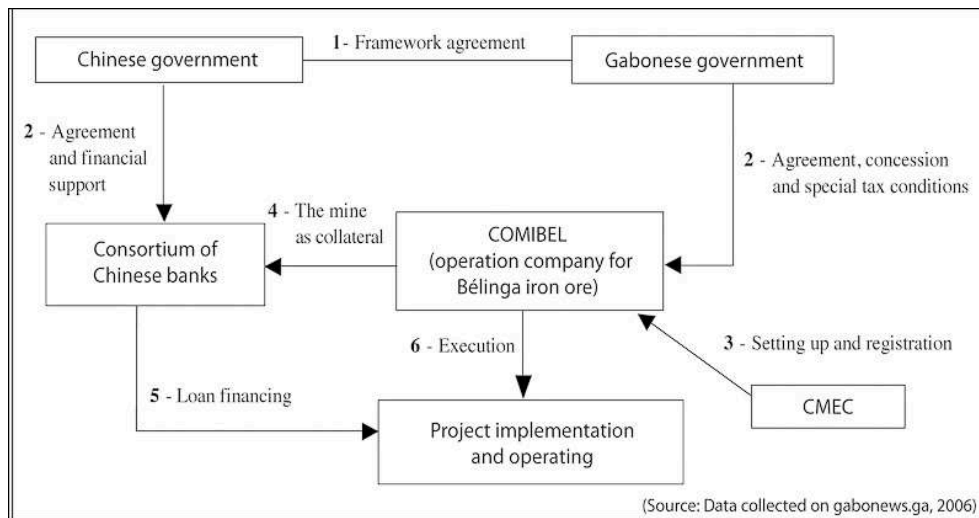 1 - Framework agreement
Chinese government
Gabonese government
2 - Agreement
and financial
support
2 - Agreement, concession
and special tax conditions
4 - The mine
as collateral
Consortium of
Chinese banks
COMIBEL
(operation company for
Bélinga iron ore)
6 - Execution
3 - Setting up and registration
5 - Loan financing
CMEC
Project implementation
and operating
(Source: Data collected on gabonews.ga, 2006)